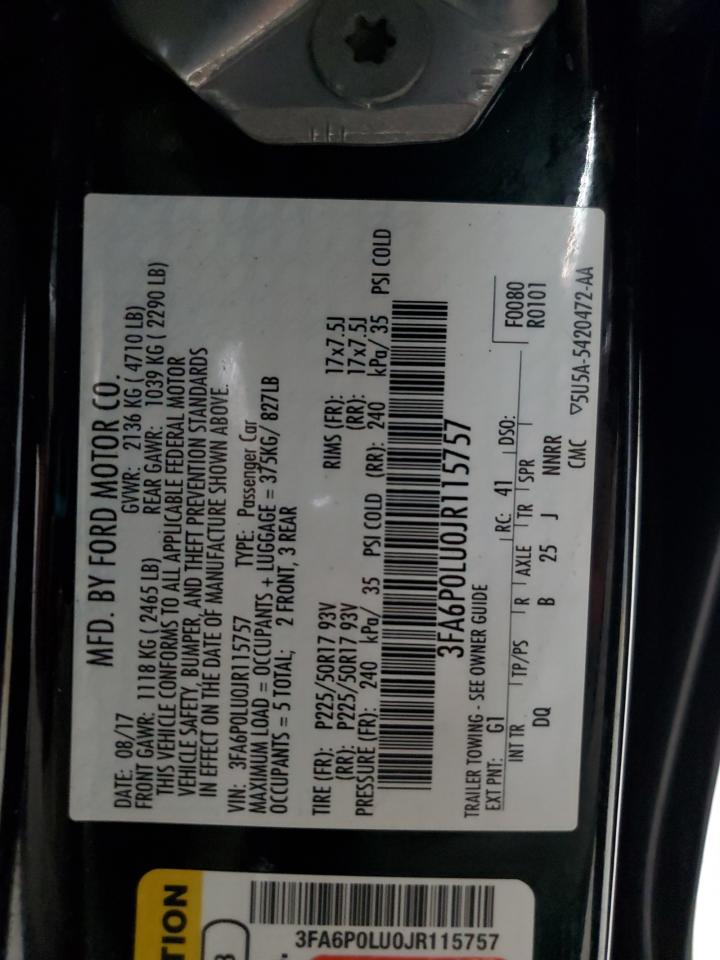 MFD. BY FORD MOTOR CO.
DATE: 08/17 GVWR: 2136 KG ( 4710 LB)
FRONT GAWR: 1118 KG ( 2465 LB) REAR GAWR: 1039 KG ( 2290 LB)
THIS VEHICLE CONFORMS TO ALL APPLICABLE FEDERAL MOTOR
VEHICLE SAFETY, BUMPER, AND THEFT PREVENTION STANDARDS
IN EFFECT ON THE DATE OF MANUFACTURE SHOWN ABOVE.
VIN: 3FA6P0LU0JR115757 TYPE: Passenger Car
MAXIMUM LOAD = OCCUPANTS + LUGGAGE = 375KG/ 827LB
OCCUPANTS = 5 TOTAL; 2 FRONT, 3 REAR
TIRE (FR): P225/50R17 93V RIMS (FR): 17x7.5J
(RR): P225/50R17 93V (RR): 17x7.5J
PRESSURE (FR): 240 kPa/ 35 PSI COLD (RR): 240 kPa/ 35 PSI COLD
3FA6P0LU0JR115757
TRAILER TOWING - SEE OWNER GUIDE
EXT PNT: G1 RC: 41 DSO: F0080
R0101
INT TR TP/PS R AXLE TR SPR
DQ B 25 J NNRR
CMC ▽5U5A-5420472-AA
TION
3FA6P0LU0JR115757